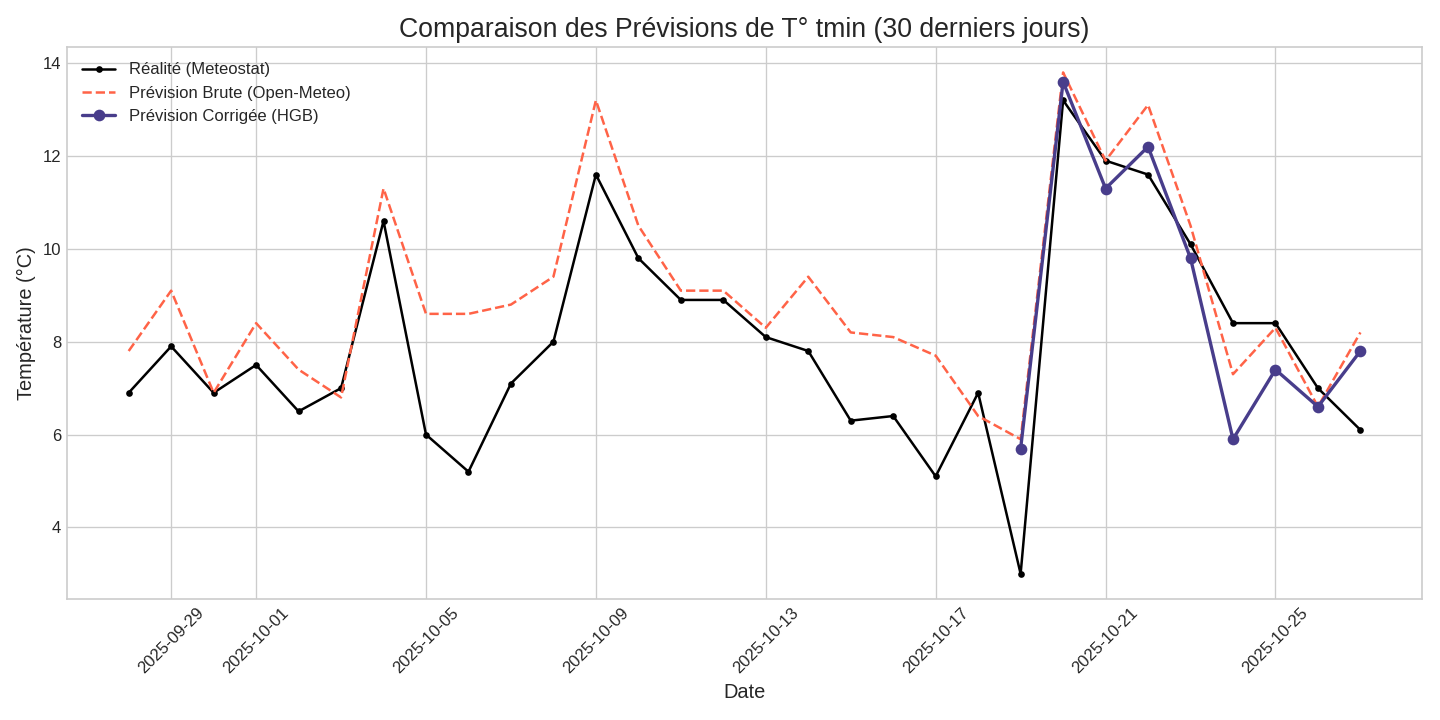 Comparaison des Prévisions de T° tmin (30 derniers jours)
Réalité (Meteostat)
Prévision Brute (Open-Meteo)
Prévision Corrigée (HGB)
Température (°C)
14
12
10
8
6
4
2025-09-29
2025-10-01
2025-10-05
2025-10-09
2025-10-13
2025-10-17
2025-10-21
2025-10-25
Date